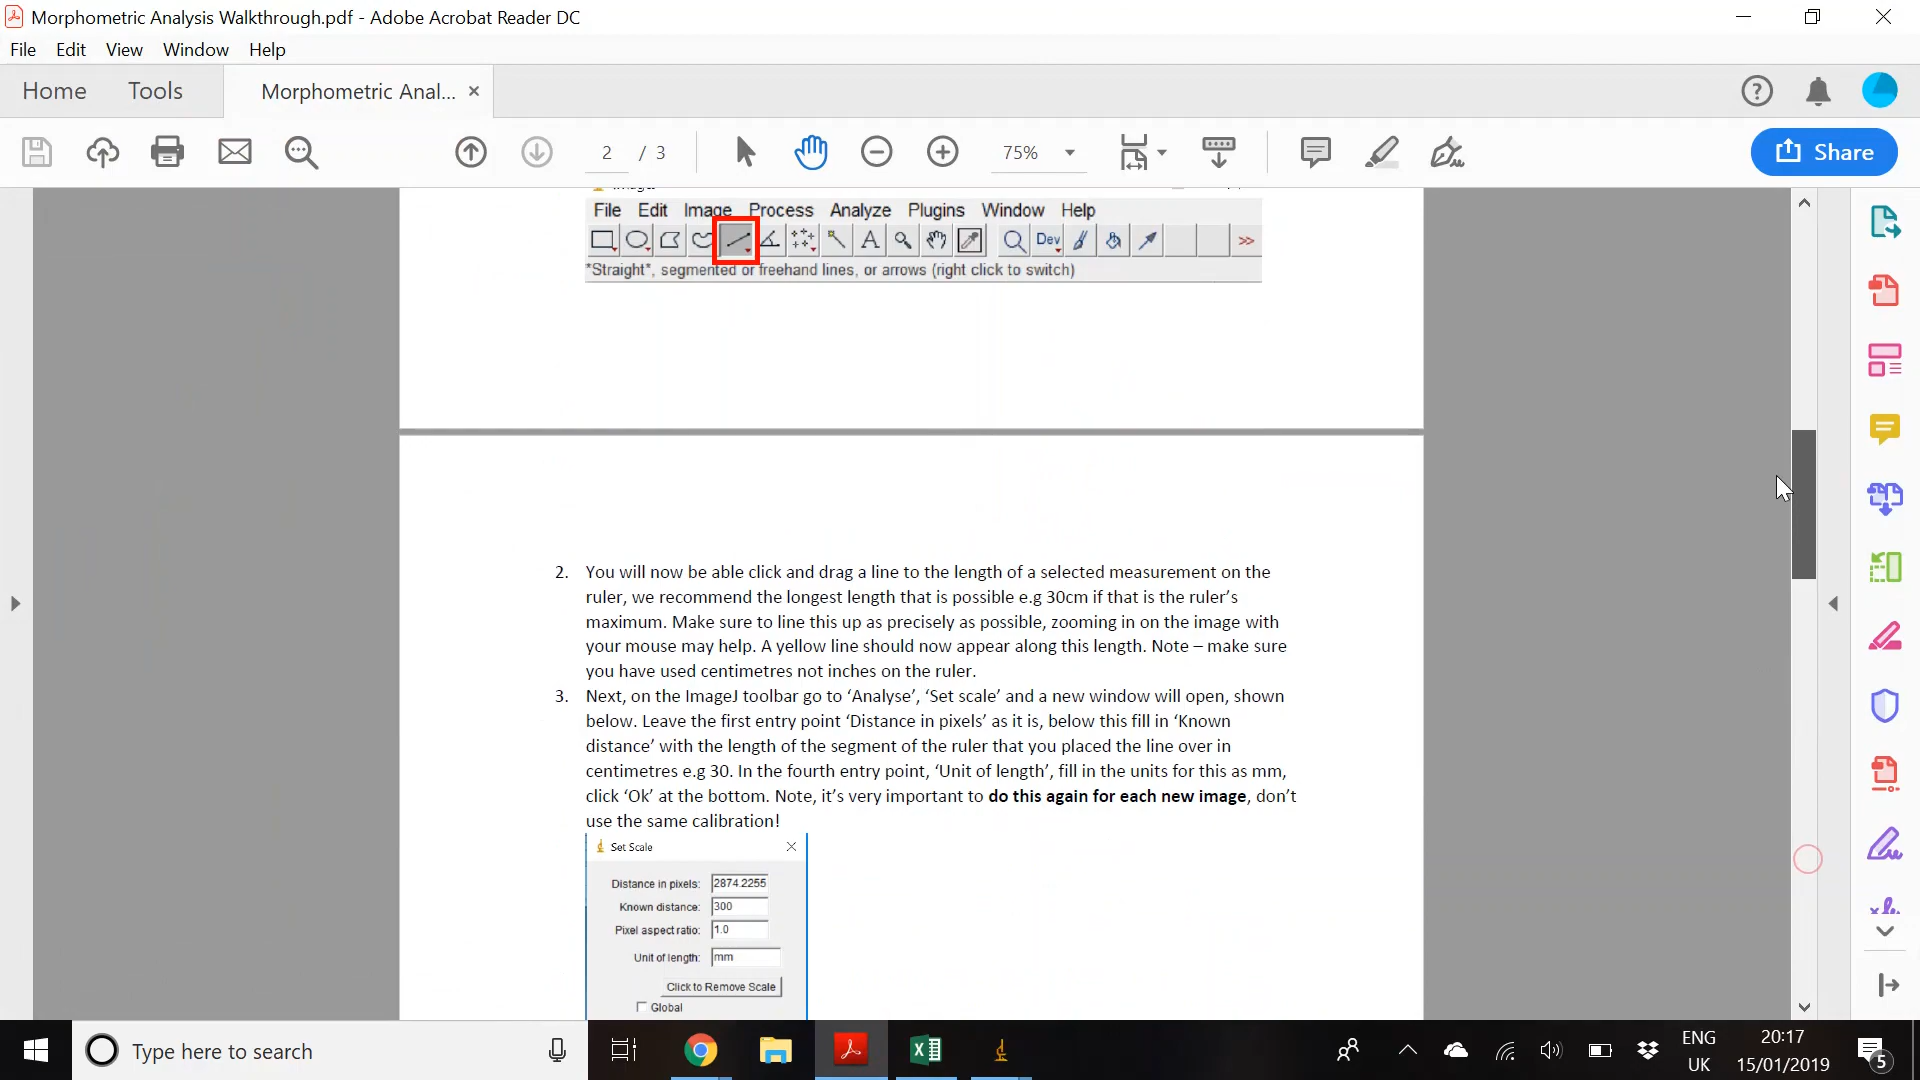 Morphometric Analysis Walkthrough.pdf - Adobe Acrobat Reader DC
File Edit View Window Help
Home Tools Morphometric Anal... ×
2 / 3 75% Share
File Edit Image Process Analyze Plugins Window Help
A Dev >>
*Straight*, segmented or freehand lines, or arrows (right click to switch)
2. You will now be able click and drag a line to the length of a selected measurement on the
ruler, we recommend the longest length that is possible e.g 30cm if that is the ruler’s
maximum. Make sure to line this up as precisely as possible, zooming in on the image with
your mouse may help. A yellow line should now appear along this length. Note – make sure
you have used centimetres not inches on the ruler.
3. Next, on the ImageJ toolbar go to ‘Analyse’, ‘Set scale’ and a new window will open, shown
below. Leave the first entry point ‘Distance in pixels’ as it is, below this fill in ‘Known
distance’ with the length of the segment of the ruler that you placed the line over in
centimetres e.g 30. In the fourth entry point, ‘Unit of length’, fill in the units for this as mm,
click ‘Ok’ at the bottom. Note, it’s very important to do this again for each new image, don’t
use the same calibration!
Set Scale
Distance in pixels: 2874.2255
Known distance: 300
Pixel aspect ratio: 1.0
Unit of length: mm
Click to Remove Scale
Global
Type here to search
ENG
UK
20:17
15/01/2019
5